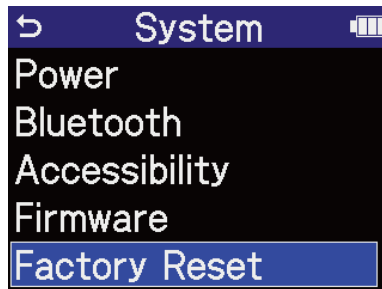 System
Power
Bluetooth
Accessibility
Firmware
Factory Reset